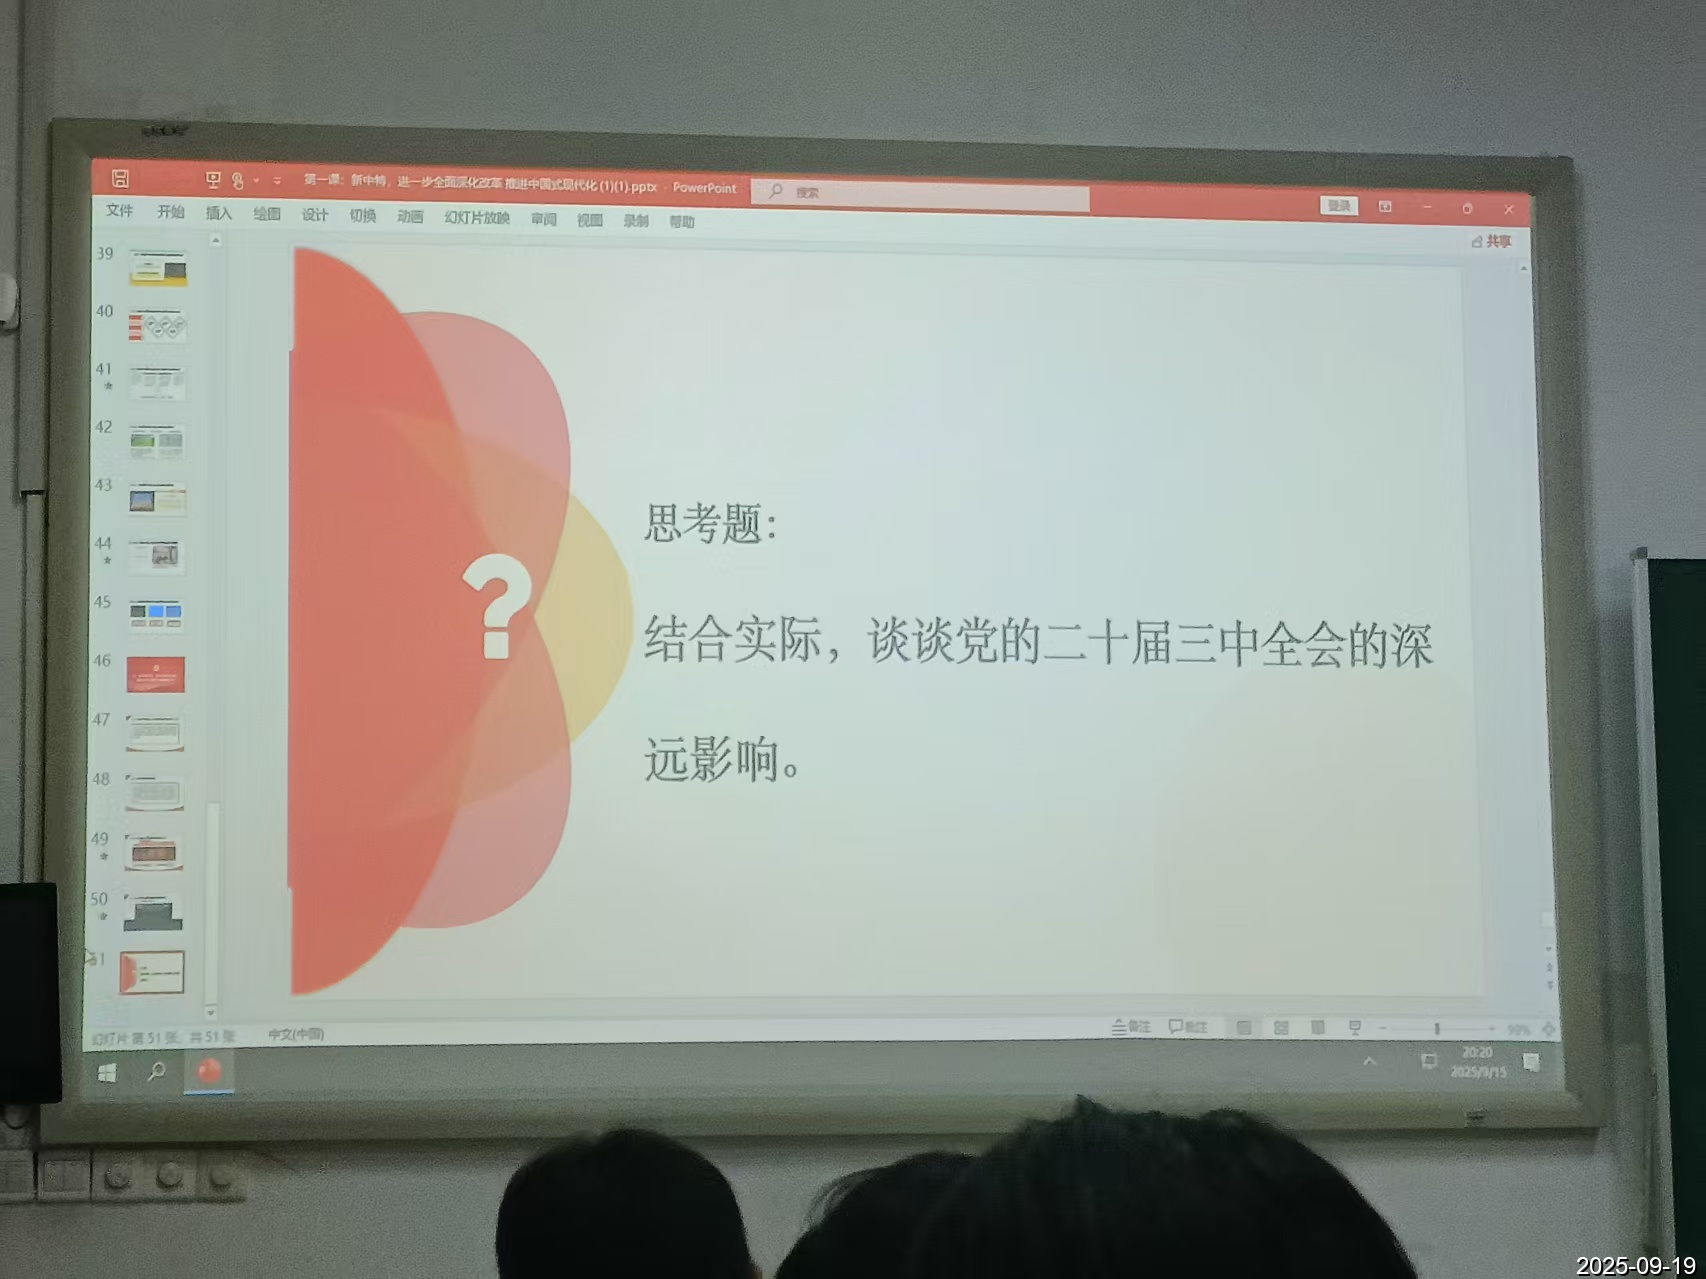 第一课：新中特，进一步全面深化改革 推进中国式现代化 (1)(1).pptx - PowerPoint
搜索
登录
文件 开始 插入 绘图 设计 切换 动画 幻灯片放映 审阅 视图 录制 帮助
共享
39
40
41
42
43
44
45
46
47
48
49
50
51
?
思考题：
结合实际，谈谈党的二十届三中全会的深
远影响。
幻灯片 第 51 张，共 51 张 中文(中国)
备注 批注 99%
20:20
2025/9/15
2025-09-19